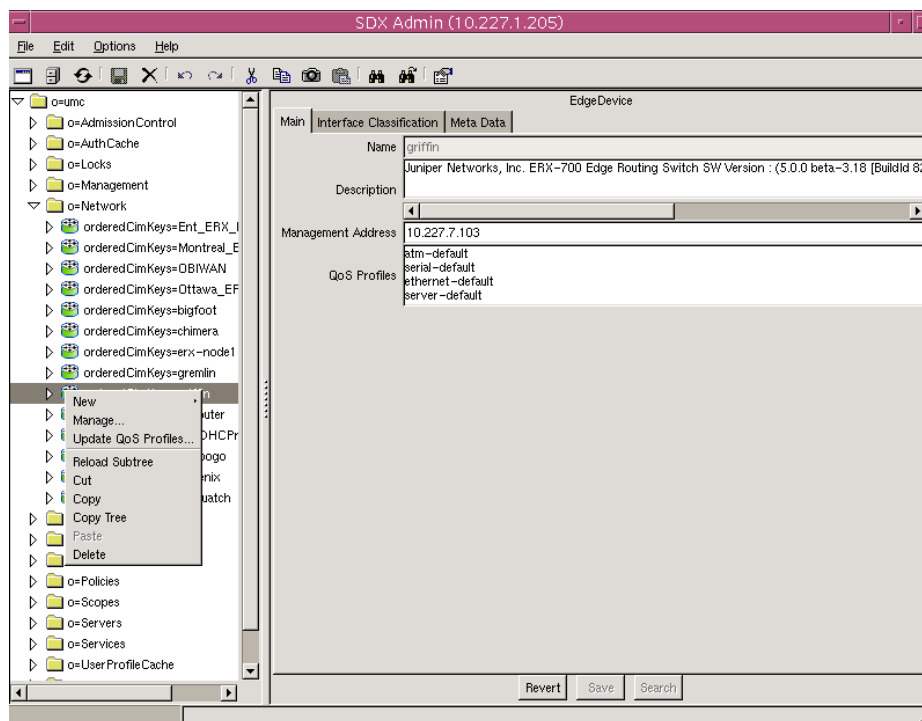 SDX Admin (10.227.1.205)
File Edit Options Help
o=umc
o=AdmissionControl
o=AuthCache
o=Locks
o=Management
o=Network
orderedCimKeys=Ent_ERX_
orderedCimKeys=Montreal_E
orderedCimKeys=OBIWAN
orderedCimKeys=Ottawa_EF
orderedCimKeys=bigfoot
orderedCimKeys=chimera
orderedCimKeys=erx-node1
orderedCimKeys=gremlin
New
Manage...
Update QoS Profiles...
Reload Subtree
Cut
Copy
Copy Tree
Paste
Delete
uter
DHCPr
ogo
enix
uatch
o=Policies
o=Scopes
o=Servers
o=Services
o=UserProfileCache
EdgeDevice
Main Interface Classification Meta Data
Name griffin
Description Juniper Networks, Inc. ERX-700 Edge Routing Switch SW Version : (5.0.0 beta-3.18 [BuildId 82
Management Address 10.227.7.103
QoS Profiles
atm-default
serial-default
ethernet-default
server-default
Revert Save Search